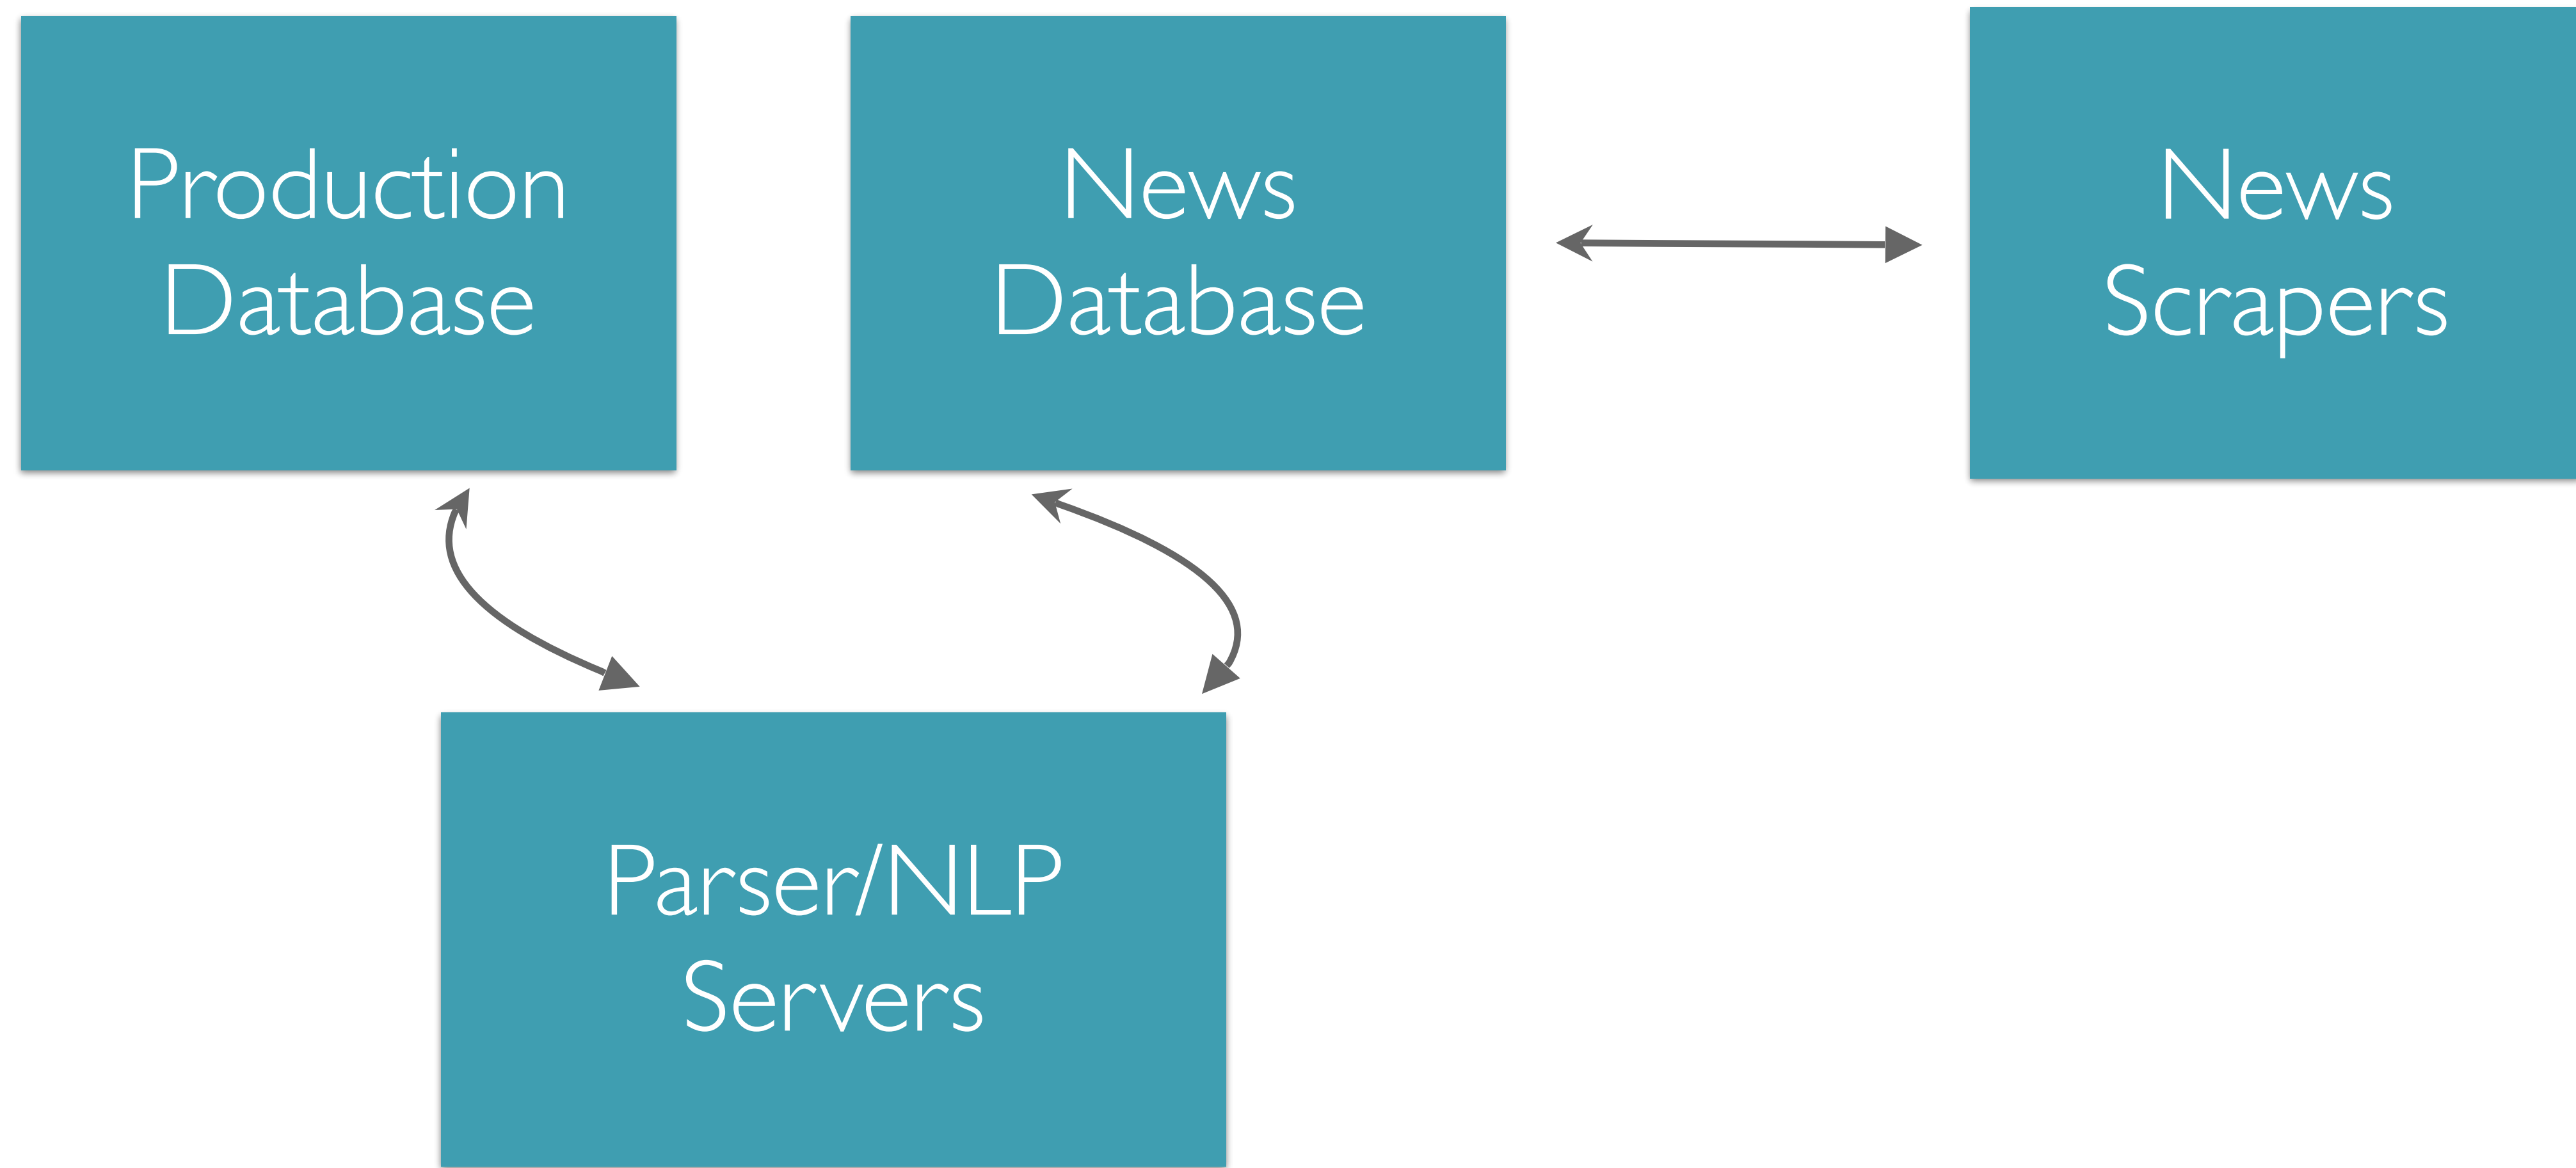 Production
Database
News
Database
News
Scrapers
Parser/NLP
Servers